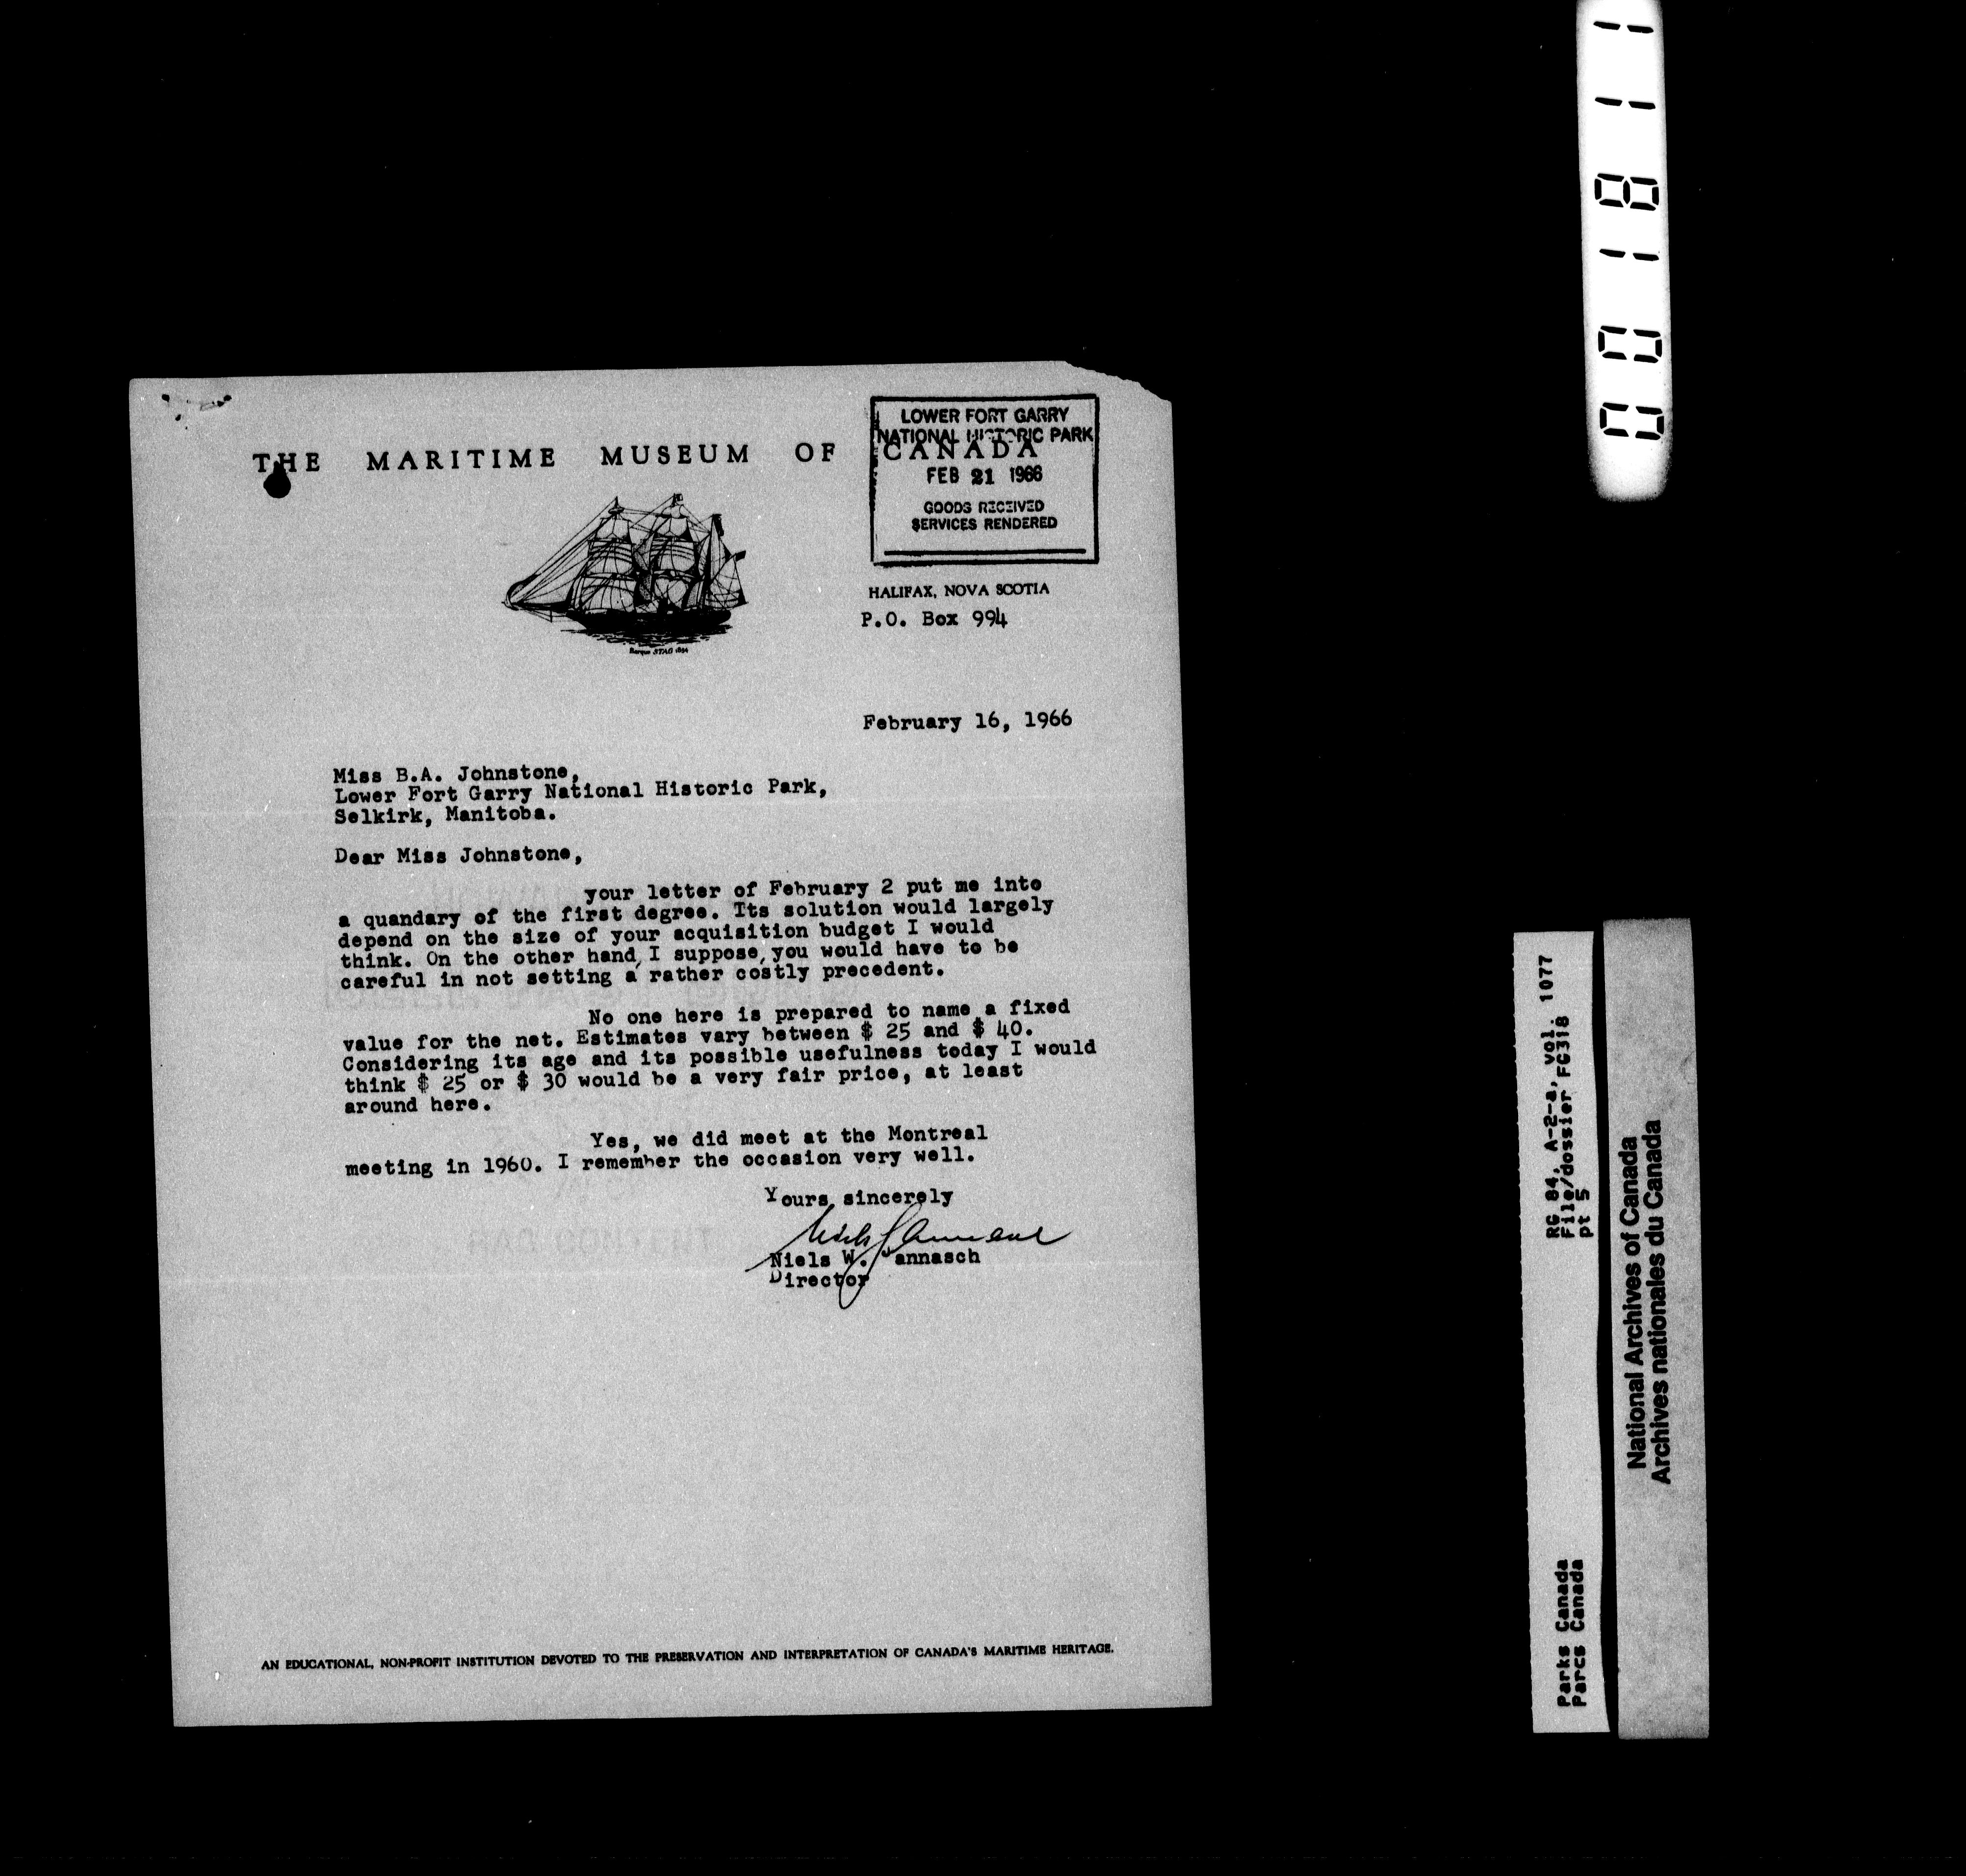 THE MARITIME MUSEUM OF CANADA
LOWER FORT GARRY
NATIONAL HISTORIC PARK
FEB 21 1966
GOODS RECEIVED
SERVICES RENDERED
Barque STAG 1854
HALIFAX, NOVA SCOTIA
P.O. Box 994
February 16, 1966
Miss B.A. Johnstone,
Lower Fort Garry National Historic Park,
Selkirk, Manitoba.
Dear Miss Johnstone,
your letter of February 2 put me into
a quandary of the first degree. Its solution would largely
depend on the size of your acquisition budget I would
think. On the other hand, I suppose, you would have to be
careful in not setting a rather costly precedent.
No one here is prepared to name a fixed
value for the net. Estimates vary between $ 25 and $ 40.
Considering its age and its possible usefulness today I would
think $ 25 or $ 30 would be a very fair price, at least
around here.
Yes, we did meet at the Montreal
meeting in 1960. I remember the occasion very well.
Yours sincerely
Niels W. Jannasch
Director
AN EDUCATIONAL, NON-PROFIT INSTITUTION DEVOTED TO THE PRESERVATION AND INTERPRETATION OF CANADA'S MARITIME HERITAGE.
001811
RG 84, A-2-a, vol. 1077
File/dossier FG318
pt 5
Parks Canada
Parcs Canada
National Archives of Canada
Archives nationales du Canada